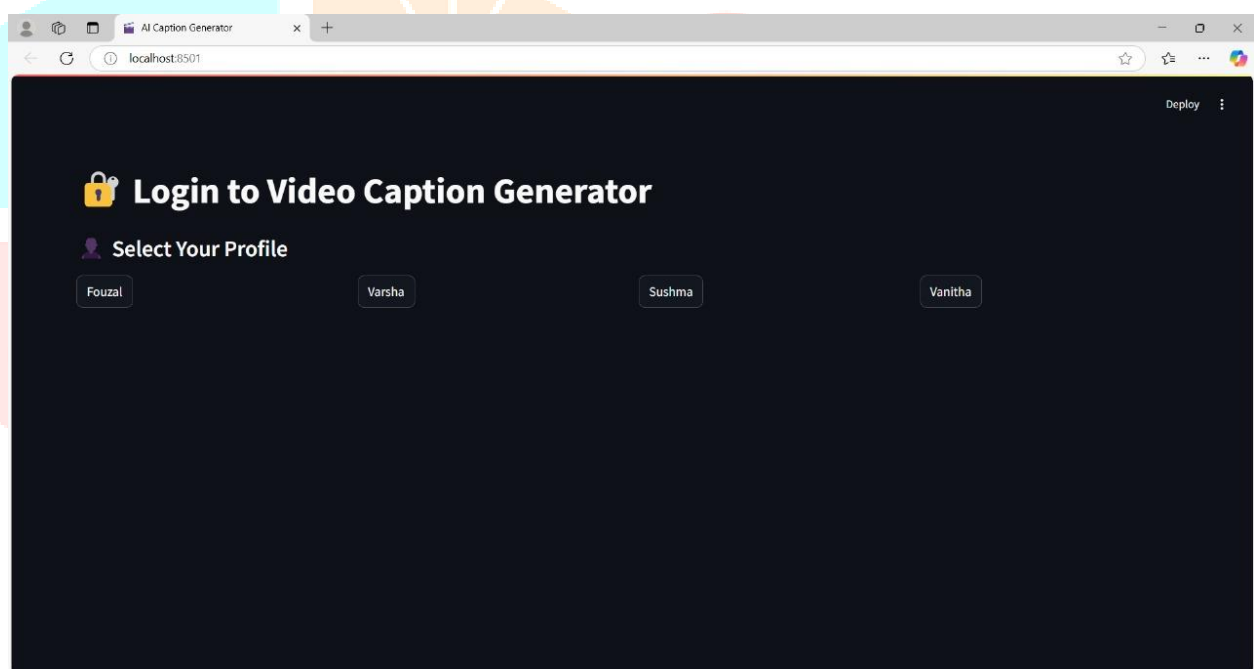 AI Caption Generator
localhost:8501
Deploy
Login to Video Caption Generator
Select Your Profile
Fouzal Varsha Sushma Vanitha